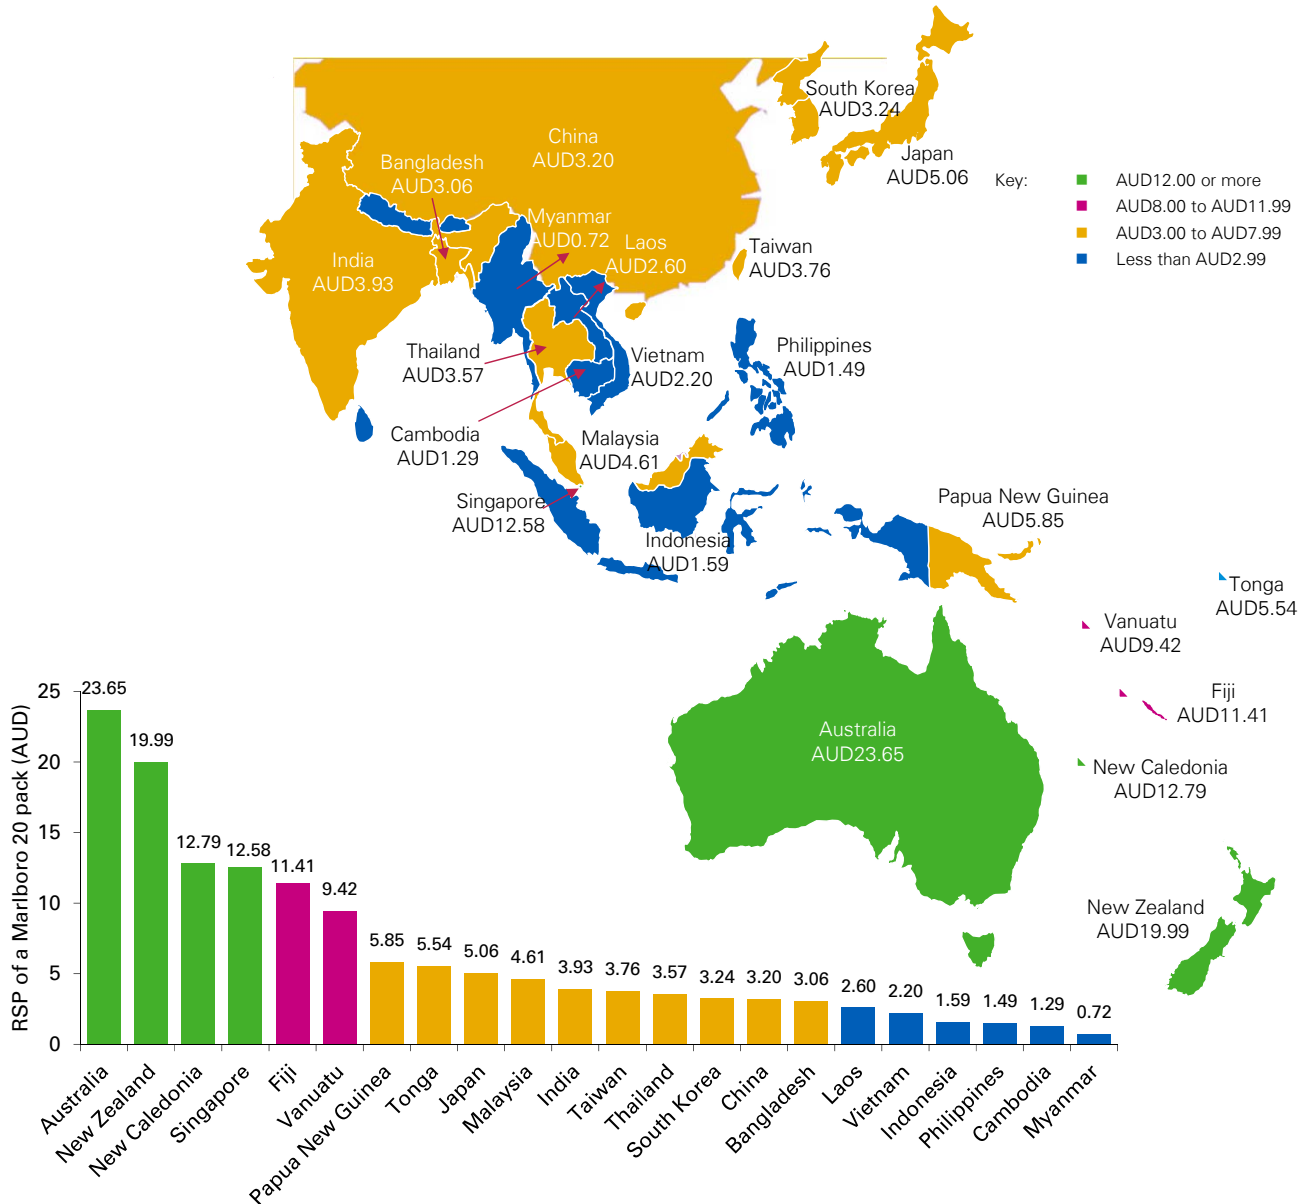 South Korea
AUD3.24
China
AUD3.20
Japan
AUD5.06
Bangladesh
AUD3.06
Key:
AUD12.00 or more
AUD8.00 to AUD11.99
AUD3.00 to AUD7.99
Less than AUD2.99
Myanmar
AUD0.72
Laos
AUD2.60
Taiwan
AUD3.76
India
AUD3.93
Thailand
AUD3.57
Vietnam
AUD2.20
Philippines
AUD1.49
Cambodia
AUD1.29
Malaysia
AUD4.61
Singapore
AUD12.58
Indonesia
AUD1.59
Papua New Guinea
AUD5.85
Tonga
AUD5.54
Vanuatu
AUD9.42
Fiji
AUD11.41
Australia
AUD23.65
New Caledonia
AUD12.79
New Zealand
AUD19.99
RSP of a Marlboro 20 pack (AUD)
25
20
15
10
5
0
23.65
19.99
12.79
12.58
11.41
9.42
5.85
5.54
5.06
4.61
3.93
3.76
3.57
3.24
3.20
3.06
2.60
2.20
1.59
1.49
1.29
0.72
Australia
New Zealand
New Caledonia
Singapore
Fiji
Vanuatu
Papua New Guinea
Tonga
Japan
Malaysia
India
Taiwan
Thailand
South Korea
China
Bangladesh
Laos
Vietnam
Indonesia
Philippines
Cambodia
Myanmar